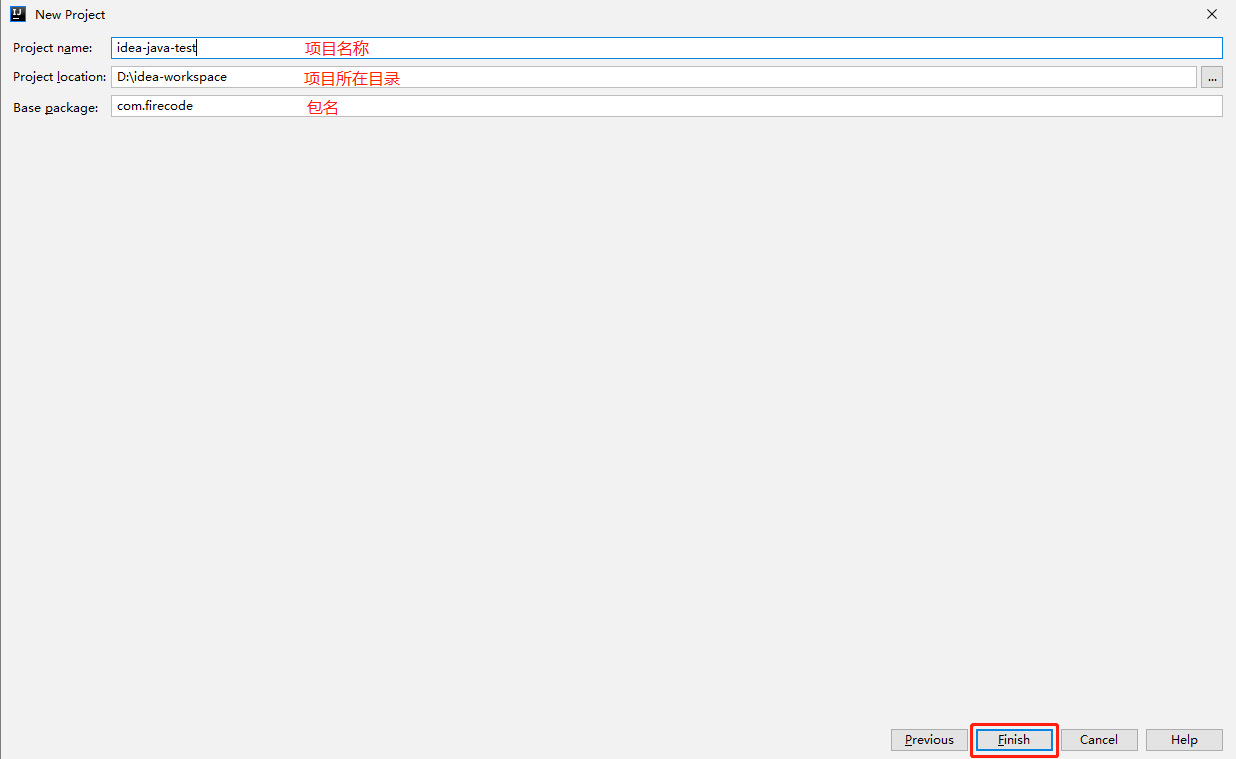 IJ New Project
Project name: idea-java-test 项目名称
Project location: D:\idea-workspace 项目所在目录 ...
Base package: com.firecode 包名
Previous Finish Cancel Help